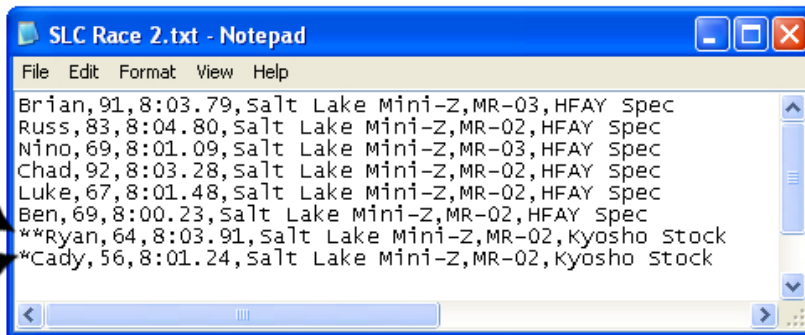 SLC Race 2.txt - Notepad
File Edit Format View Help
Brian,91,8:03.79,Salt Lake Mini-Z,MR-03,HFAY Spec
Russ,83,8:04.80,Salt Lake Mini-Z,MR-02,HFAY Spec
Nino,69,8:01.09,Salt Lake Mini-Z,MR-03,HFAY Spec
Chad,92,8:03.28,Salt Lake Mini-Z,MR-02,HFAY Spec
Luke,67,8:01.48,Salt Lake Mini-Z,MR-02,HFAY Spec
Ben,69,8:00.23,Salt Lake Mini-Z,MR-02,HFAY Spec
**Ryan,64,8:03.91,Salt Lake Mini-Z,MR-02,Kyosho Stock
*Cady,56,8:01.24,Salt Lake Mini-Z,MR-02,Kyosho Stock